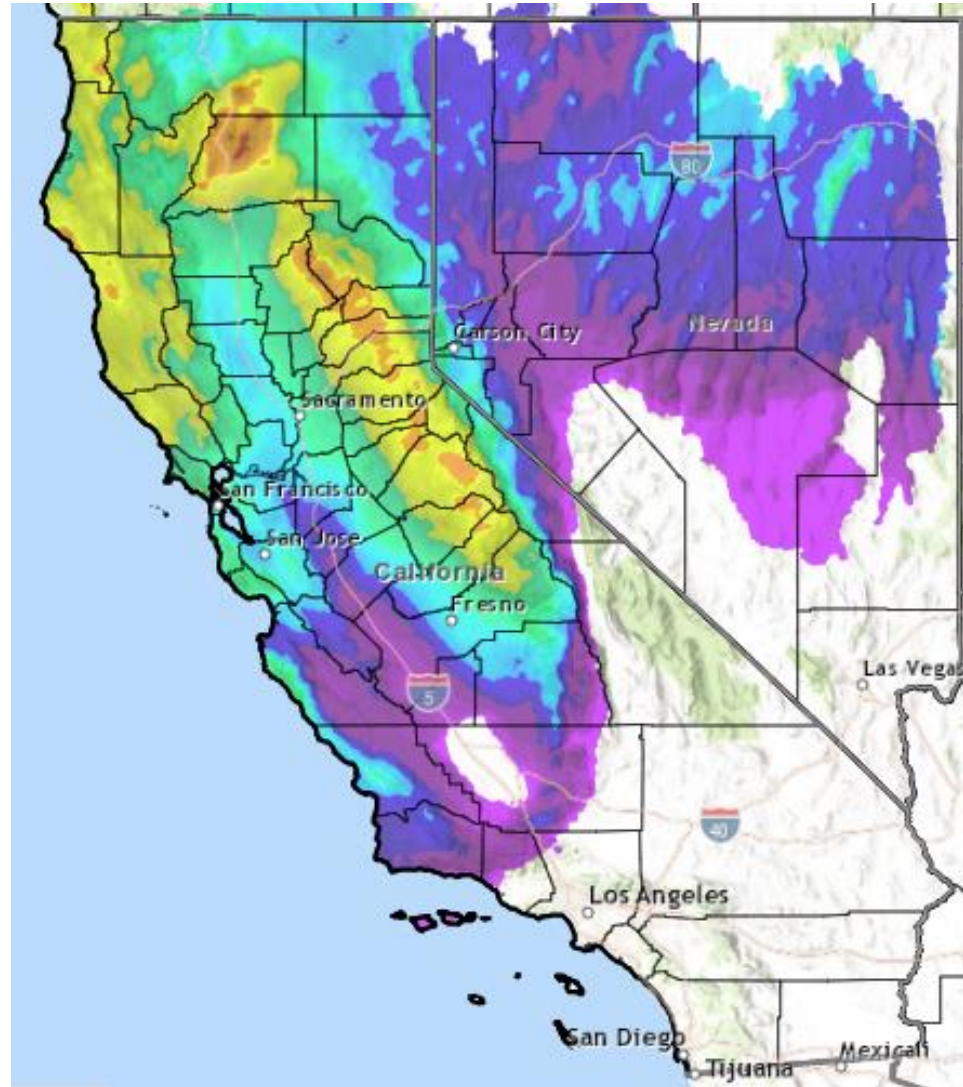 80
Carson City
Nevada
Sacramento
San Francisco
San Jose
California
Fresno
5
Las Vegas
40
Los Angeles
San Diego
Tijuana
Mexicali